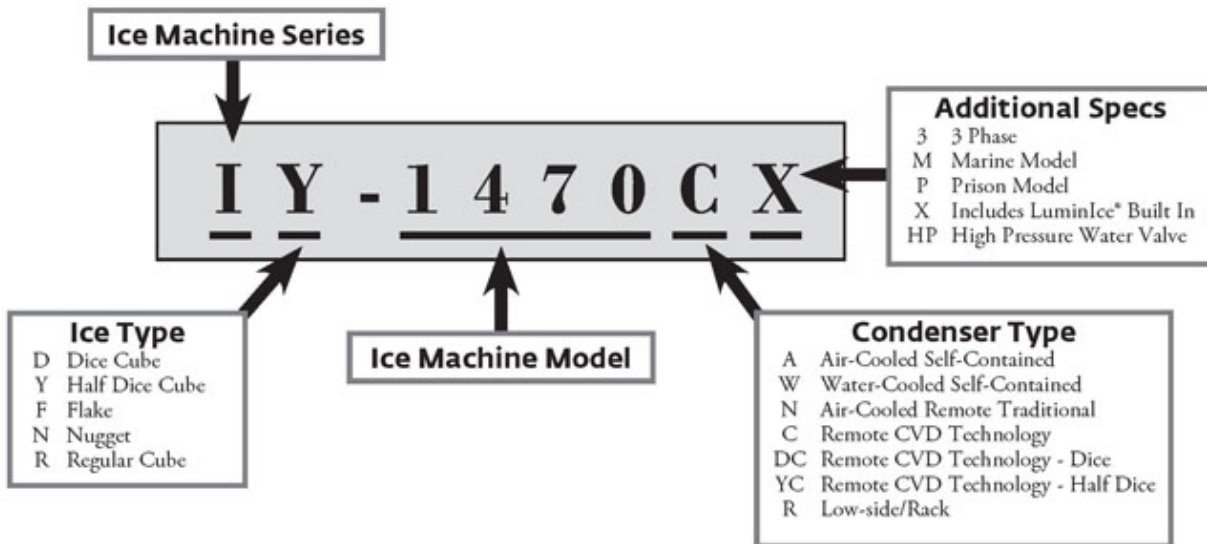 Ice Machine Series
I Y - 1 4 7 0 C X
Additional Specs
3 3 Phase
M Marine Model
P Prison Model
X Includes LuminIce® Built In
HP High Pressure Water Valve
Ice Type
D Dice Cube
Y Half Dice Cube
F Flake
N Nugget
R Regular Cube
Ice Machine Model
Condenser Type
A Air-Cooled Self-Contained
W Water-Cooled Self-Contained
N Air-Cooled Remote Traditional
C Remote CVD Technology
DC Remote CVD Technology - Dice
YC Remote CVD Technology - Half Dice
R Low-side/Rack